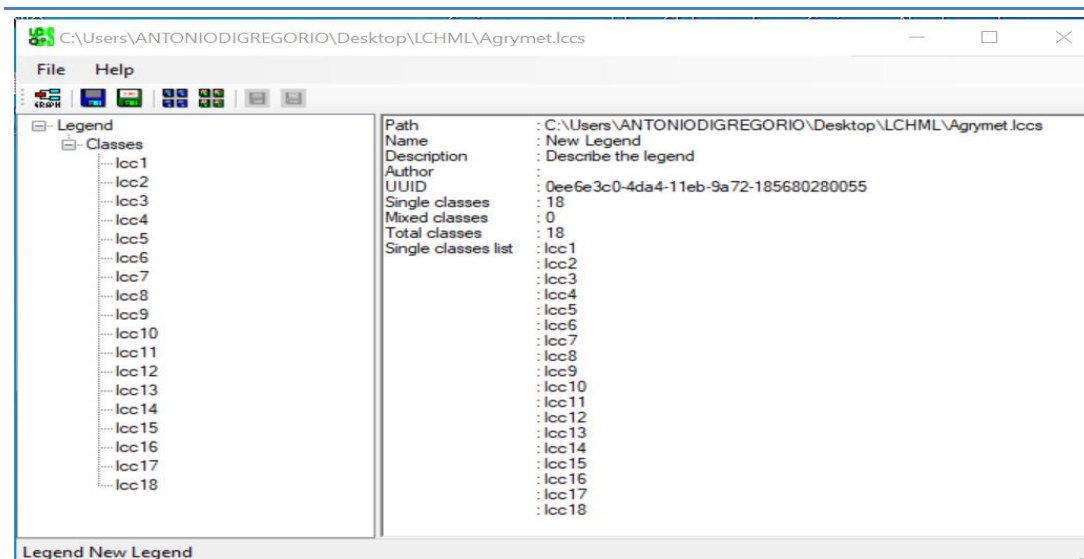 C:\Users\ANTONIODIGREGORIO\Desktop\LCHML\Agrymet.lccs
File Help
GRAPH
Legend
Classes
lcc1
lcc2
lcc3
lcc4
lcc5
lcc6
lcc7
lcc8
lcc9
lcc10
lcc11
lcc12
lcc13
lcc14
lcc15
lcc16
lcc17
lcc18
Path : C:\Users\ANTONIODIGREGORIO\Desktop\LCHML\Agrymet.lccs
Name : New Legend
Description : Describe the legend
Author :
UUID : 0ee6e3c0-4da4-11eb-9a72-185680280055
Single classes : 18
Mixed classes : 0
Total classes : 18
Single classes list : lcc1
: lcc2
: lcc3
: lcc4
: lcc5
: lcc6
: lcc7
: lcc8
: lcc9
: lcc10
: lcc11
: lcc12
: lcc13
: lcc14
: lcc15
: lcc16
: lcc17
: lcc18
Legend New Legend